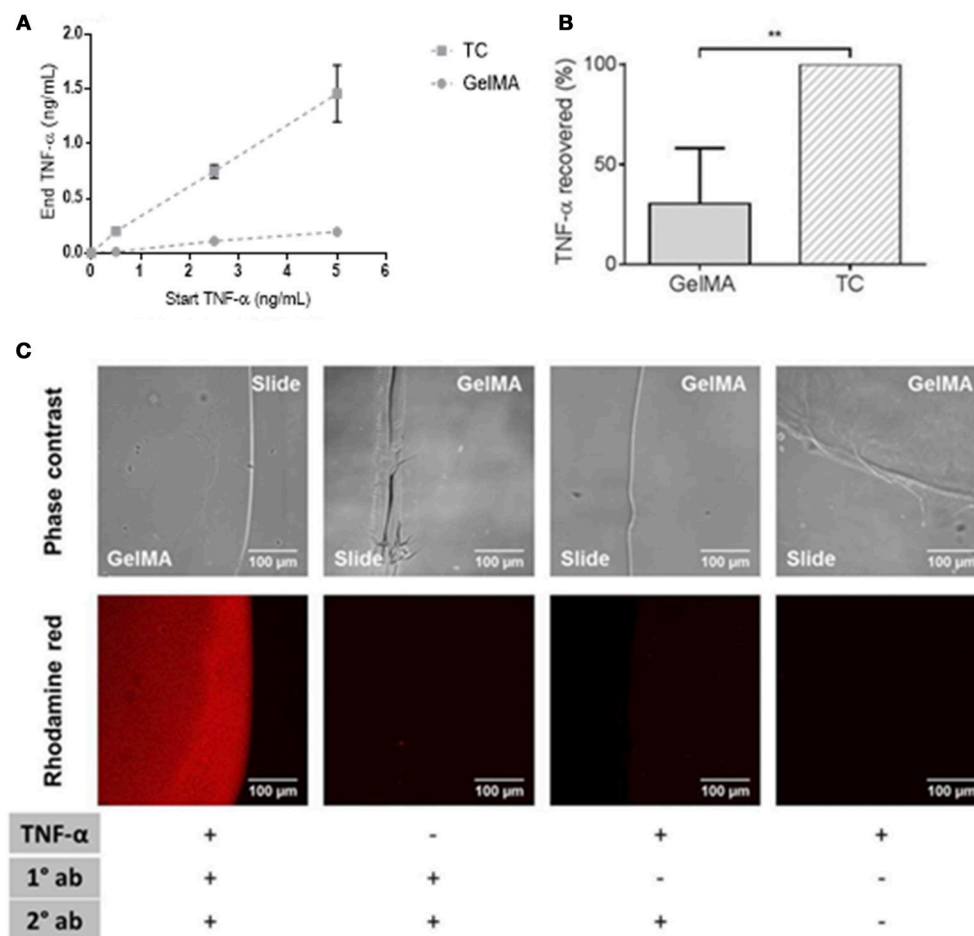 A
End TNF-α (ng/mL)
2.0
1.5
1.0
0.5
0.0
0 1 2 3 4 5 6
Start TNF-α (ng/mL)
TC
GelMA
B
TNF-α recovered (%)
100
50
0
**
GelMA TC
C
Phase contrast
Slide
GelMA
100 µm
GelMA
Slide
100 µm
GelMA
Slide
100 µm
GelMA
Slide
100 µm
Rhodamine red
100 µm
100 µm
100 µm
100 µm
TNF-α + - + +
1° ab + + - -
2° ab + + + -